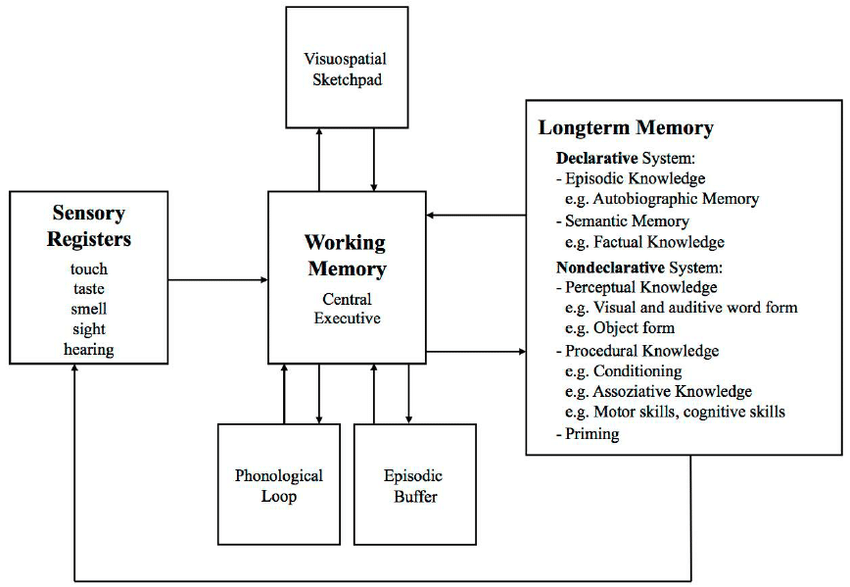 Visuospatial
Sketchpad
Sensory
Registers
touch
taste
smell
sight
hearing
Working
Memory
Central
Executive
Longterm Memory
Declarative System:
- Episodic Knowledge
e.g. Autobiographic Memory
- Semantic Memory
e.g. Factual Knowledge
Nondeclarative System:
- Perceptual Knowledge
e.g. Visual and auditive word form
e.g. Object form
- Procedural Knowledge
e.g. Conditioning
e.g. Assoziative Knowledge
e.g. Motor skills, cognitive skills
- Priming
Phonological
Loop
Episodic
Buffer